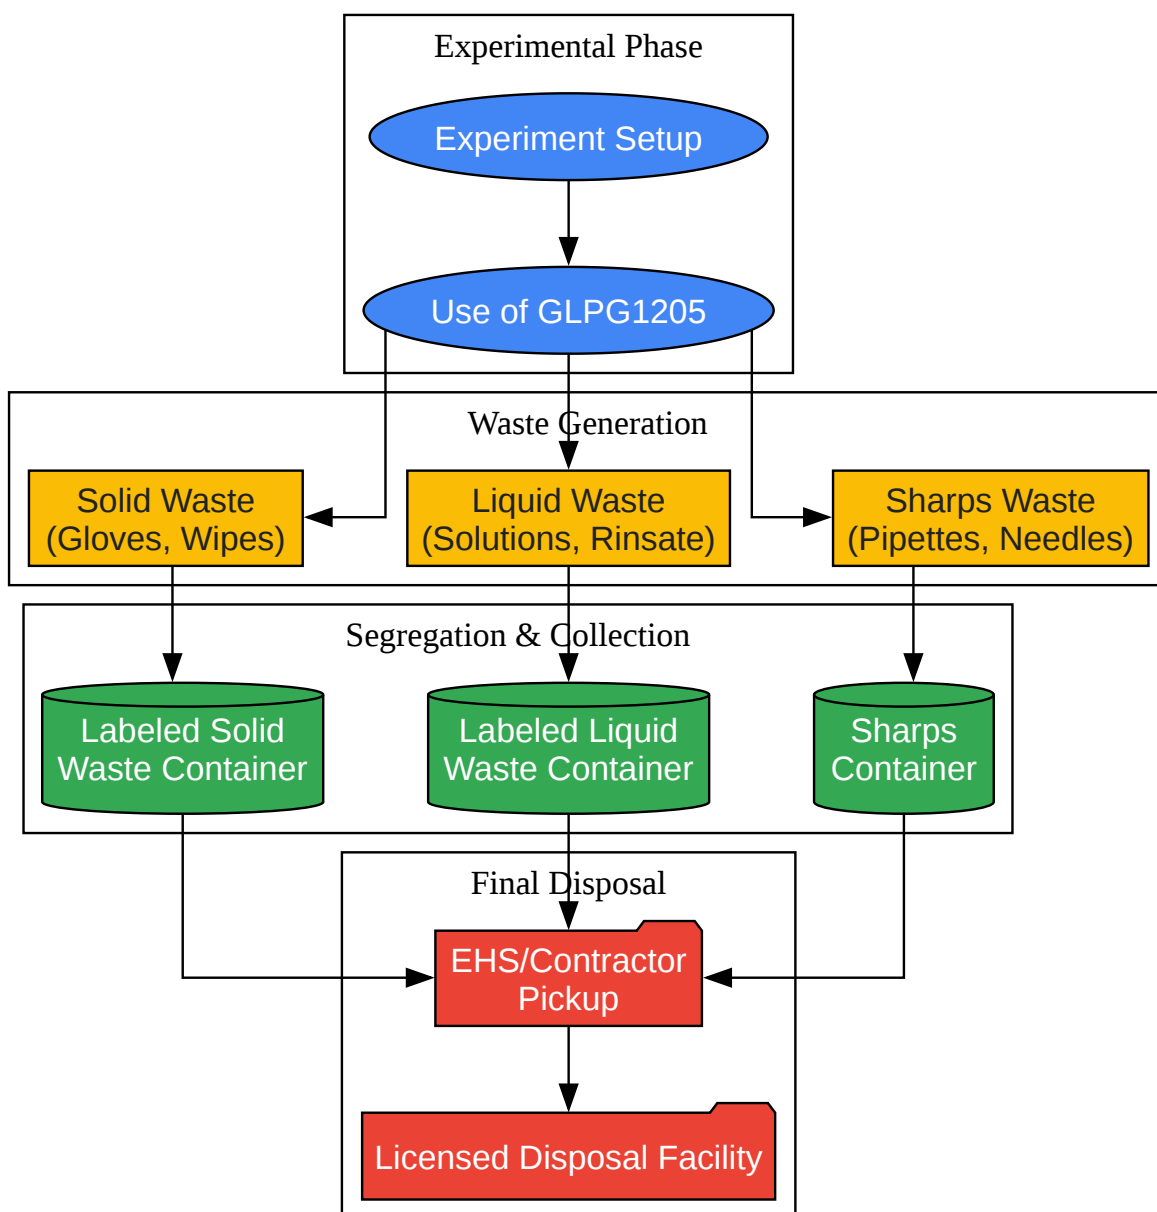 Experimental Phase
Experiment Setup
Use of GLPG1205
Waste Generation
Solid Waste
(Gloves, Wipes)
Liquid Waste
(Solutions, Rinsate)
Sharps Waste
(Pipettes, Needles)
Segregation & Collection
Labeled Solid
Waste Container
Labeled Liquid
Waste Container
Sharps
Container
Final Disposal
EHS/Contractor
Pickup
Licensed Disposal Facility